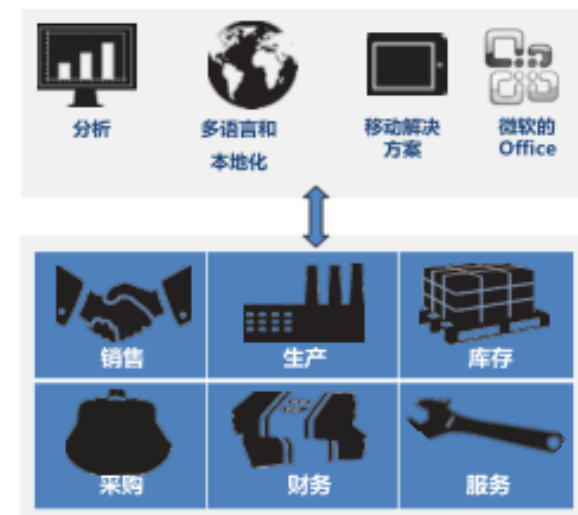 分析
多语言和
本地化
移动解决
方案
微软的
Office
销售
生产
库存
采购
财务
服务